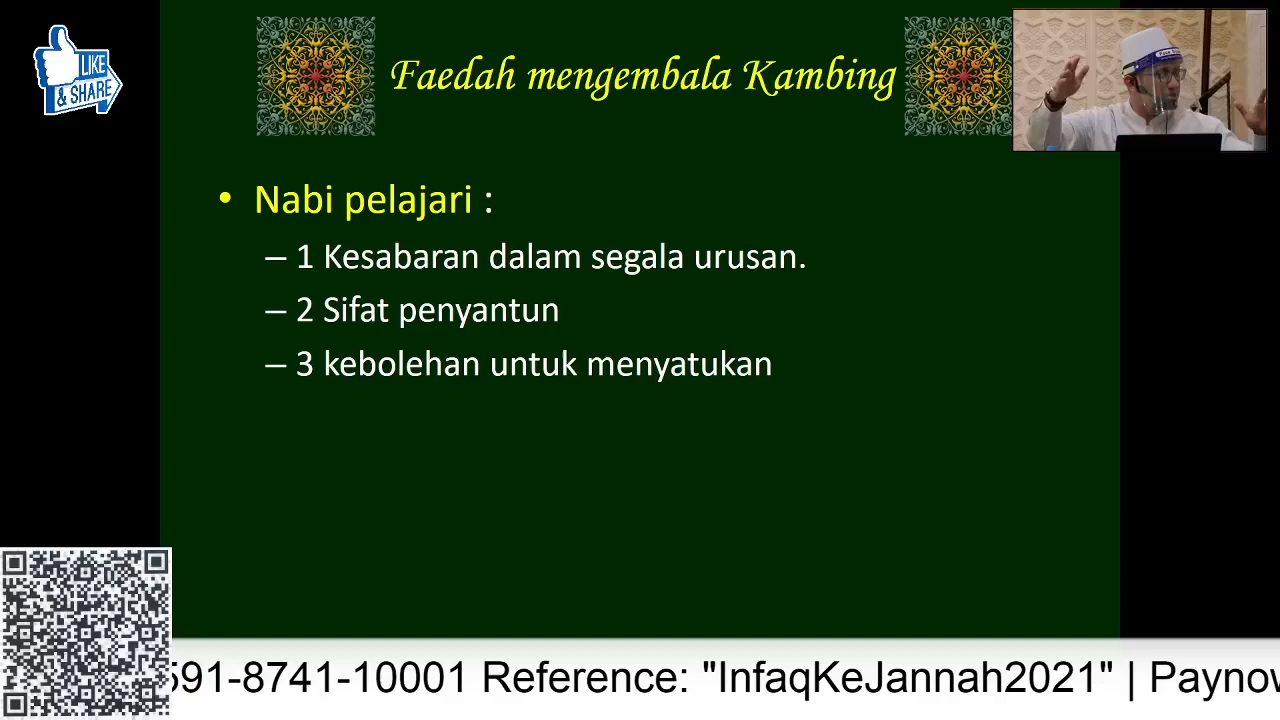 LIKE
& SHARE
Faedah mengembala Kambing
• Nabi pelajari :
– 1 Kesabaran dalam segala urusan.
– 2 Sifat penyantun
– 3 kebolehan untuk menyatukan
591-8741-10001 Reference: "InfaqKeJannah2021" | Paynow